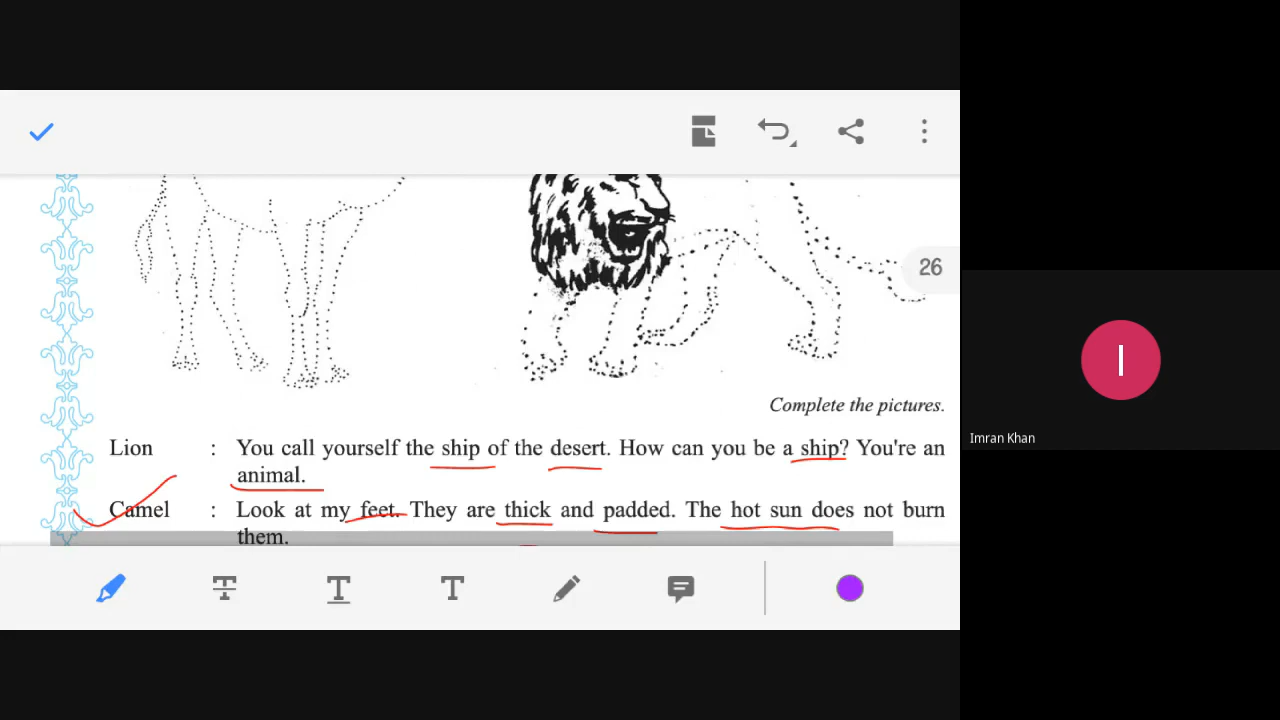 26
Complete the pictures.
Lion : You call yourself the ship of the desert. How can you be a ship? You're an
animal.
Camel : Look at my feet. They are thick and padded. The hot sun does not burn
them.
T T T
I
Imran Khan